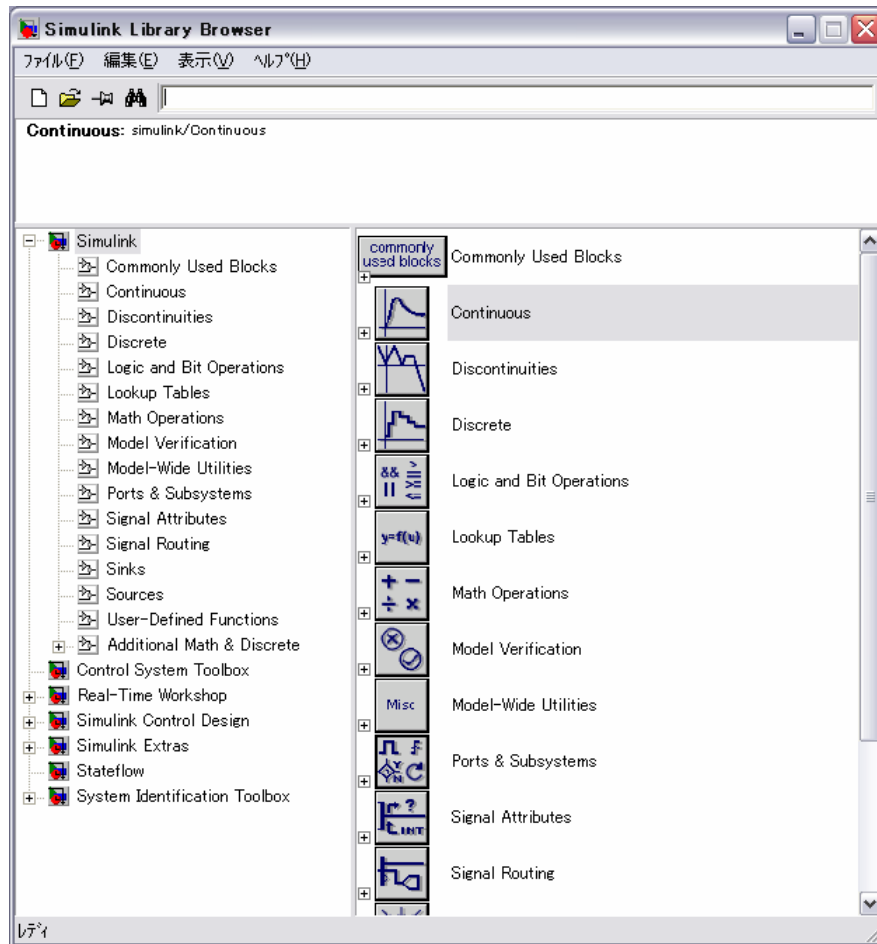 Simulink Library Browser
ファイル(F) 編集(E) 表示(V) ヘルプ(H)
Continuous: simulink/Continuous
Simulink
Commonly Used Blocks
Continuous
Discontinuities
Discrete
Logic and Bit Operations
Lookup Tables
Math Operations
Model Verification
Model-Wide Utilities
Ports & Subsystems
Signal Attributes
Signal Routing
Sinks
Sources
User-Defined Functions
Additional Math & Discrete
Control System Toolbox
Real-Time Workshop
Simulink Control Design
Simulink Extras
Stateflow
System Identification Toolbox
commonly
used blocks
Commonly Used Blocks
Continuous
Discontinuities
Discrete
&& > >= <=
||
Logic and Bit Operations
y=f(u)
Lookup Tables
+ −
÷ ×
Math Operations
Model Verification
Misc
Model-Wide Utilities
Y
N
Ports & Subsystems
?
INT
Signal Attributes
Signal Routing
レディ